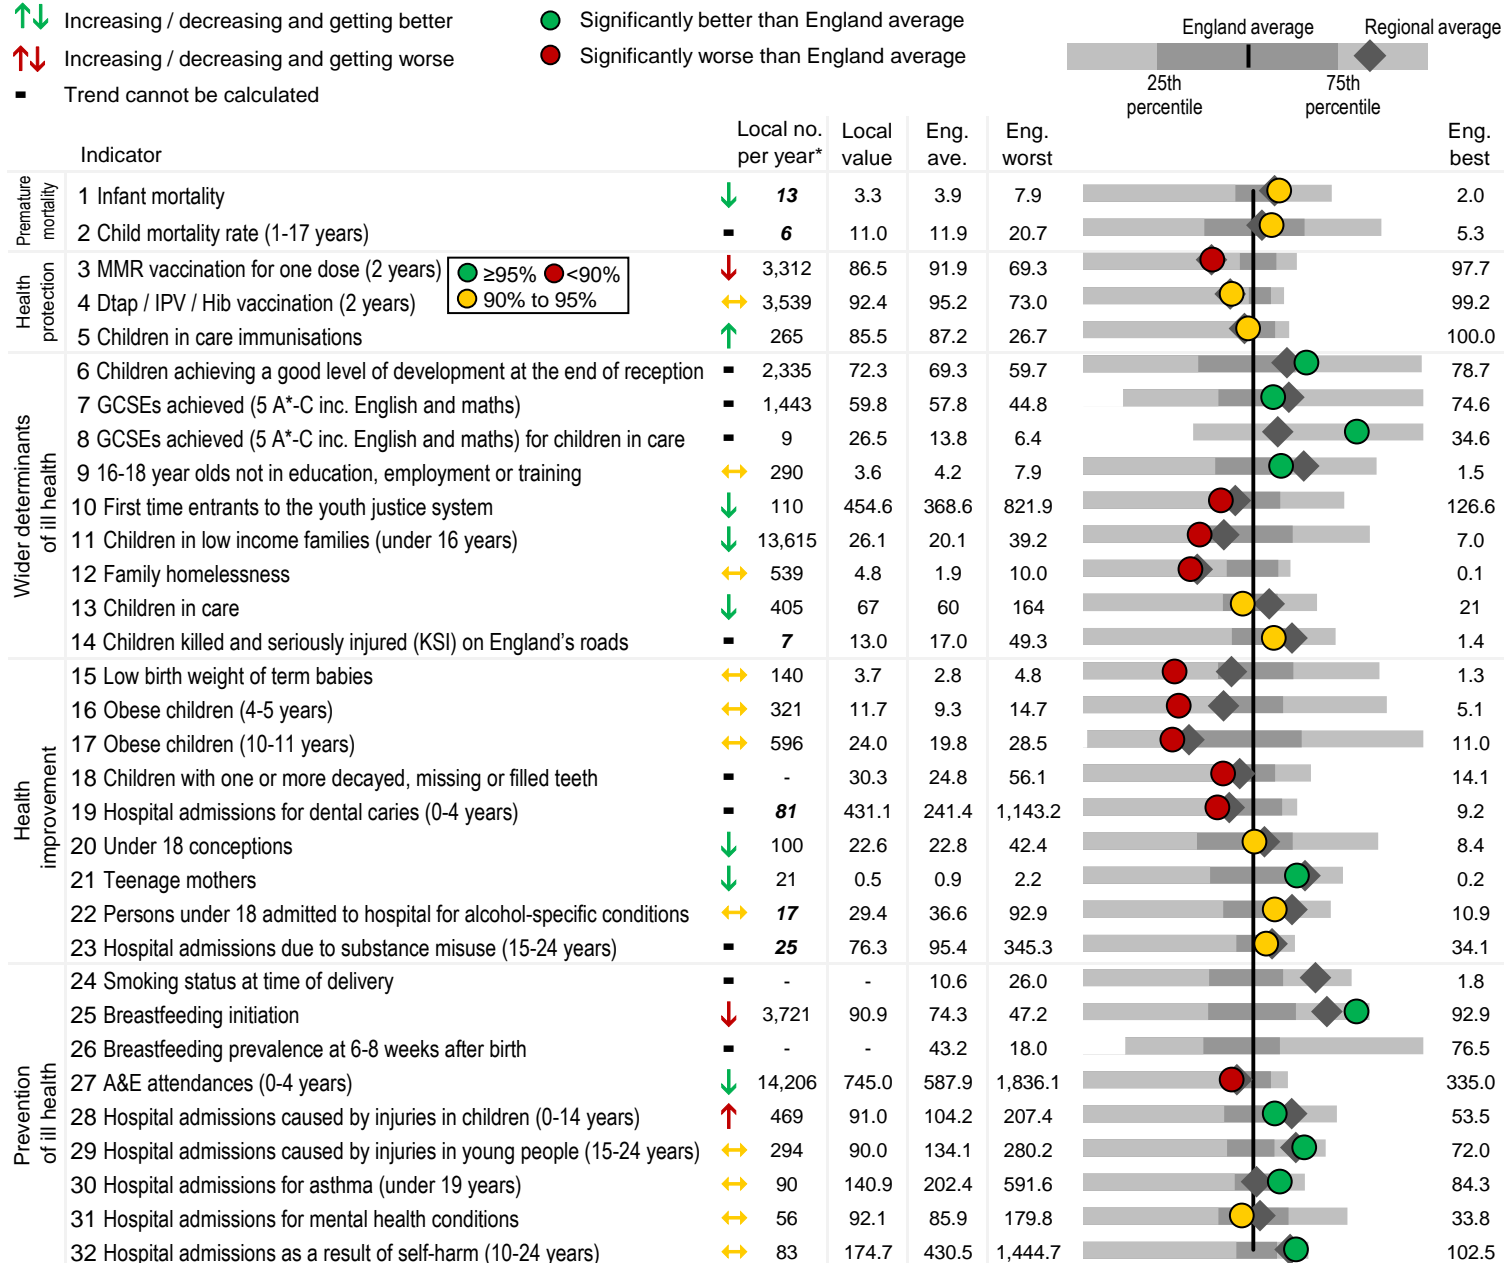 ↑↓ Increasing / decreasing and getting better
Significantly better than England average
↑↓ Increasing / decreasing and getting worse
Significantly worse than England average
- Trend cannot be calculated
England average
Regional average
25th percentile
75th percentile
Indicator
Local no. per year*
Local value
Eng. ave.
Eng. worst
Eng. best
Premature mortality
1 Infant mortality ↓ 13 3.3 3.9 7.9 2.0
2 Child mortality rate (1-17 years) - 6 11.0 11.9 20.7 5.3
Health protection
≥95% <90%
90% to 95%
3 MMR vaccination for one dose (2 years) ↓ 3,312 86.5 91.9 69.3 97.7
4 Dtap / IPV / Hib vaccination (2 years) ↔ 3,539 92.4 95.2 73.0 99.2
5 Children in care immunisations ↑ 265 85.5 87.2 26.7 100.0
Wider determinants of ill health
6 Children achieving a good level of development at the end of reception - 2,335 72.3 69.3 59.7 78.7
7 GCSEs achieved (5 A*-C inc. English and maths) - 1,443 59.8 57.8 44.8 74.6
8 GCSEs achieved (5 A*-C inc. English and maths) for children in care - 9 26.5 13.8 6.4 34.6
9 16-18 year olds not in education, employment or training ↔ 290 3.6 4.2 7.9 1.5
10 First time entrants to the youth justice system ↓ 110 454.6 368.6 821.9 126.6
11 Children in low income families (under 16 years) ↓ 13,615 26.1 20.1 39.2 7.0
12 Family homelessness ↔ 539 4.8 1.9 10.0 0.1
13 Children in care ↓ 405 67 60 164 21
14 Children killed and seriously injured (KSI) on England's roads - 7 13.0 17.0 49.3 1.4
Health improvement
15 Low birth weight of term babies ↔ 140 3.7 2.8 4.8 1.3
16 Obese children (4-5 years) ↔ 321 11.7 9.3 14.7 5.1
17 Obese children (10-11 years) ↔ 596 24.0 19.8 28.5 11.0
18 Children with one or more decayed, missing or filled teeth - - 30.3 24.8 56.1 14.1
19 Hospital admissions for dental caries (0-4 years) - 81 431.1 241.4 1,143.2 9.2
20 Under 18 conceptions ↓ 100 22.6 22.8 42.4 8.4
21 Teenage mothers ↓ 21 0.5 0.9 2.2 0.2
22 Persons under 18 admitted to hospital for alcohol-specific conditions ↔ 17 29.4 36.6 92.9 10.9
23 Hospital admissions due to substance misuse (15-24 years) - 25 76.3 95.4 345.3 34.1
Prevention of ill health
24 Smoking status at time of delivery - - - 10.6 26.0 1.8
25 Breastfeeding initiation ↓ 3,721 90.9 74.3 47.2 92.9
26 Breastfeeding prevalence at 6-8 weeks after birth - - - 43.2 18.0 76.5
27 A&E attendances (0-4 years) ↓ 14,206 745.0 587.9 1,836.1 335.0
28 Hospital admissions caused by injuries in children (0-14 years) ↑ 469 91.0 104.2 207.4 53.5
29 Hospital admissions caused by injuries in young people (15-24 years) ↔ 294 90.0 134.1 280.2 72.0
30 Hospital admissions for asthma (under 19 years) ↔ 90 140.9 202.4 591.6 84.3
31 Hospital admissions for mental health conditions ↔ 56 92.1 85.9 179.8 33.8
32 Hospital admissions as a result of self-harm (10-24 years) ↔ 83 174.7 430.5 1,444.7 102.5